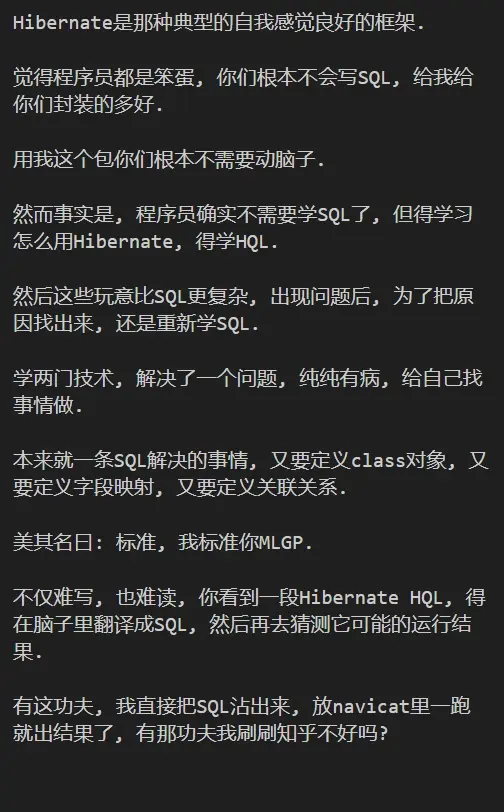 Hibernate是那种典型的自我感觉良好的框架.
觉得程序员都是笨蛋, 你们根本不会写SQL, 给我给
你们封装的多好.
用我这个包你们根本不需要动脑子.
然而事实是, 程序员确实不需要学SQL了, 但得学习
怎么用Hibernate, 得学HQL.
然后这些玩意比SQL更复杂, 出现问题后, 为了把原
因找出来, 还是重新学SQL.
学两门技术, 解决了一个问题, 纯纯有病, 给自己找
事情做.
本来就一条SQL解决的事情, 又要定义class对象, 又
要定义字段映射, 又要定义关联关系.
美其名曰: 标准, 我标准你MLGP.
不仅难写, 也难读, 你看到一段Hibernate HQL, 得
在脑子里翻译成SQL, 然后再去猜测它可能的运行结
果.
有这功夫, 我直接把SQL沾出来, 放navicat里一跑
就出结果了, 有那功夫我刷刷知乎不好吗?